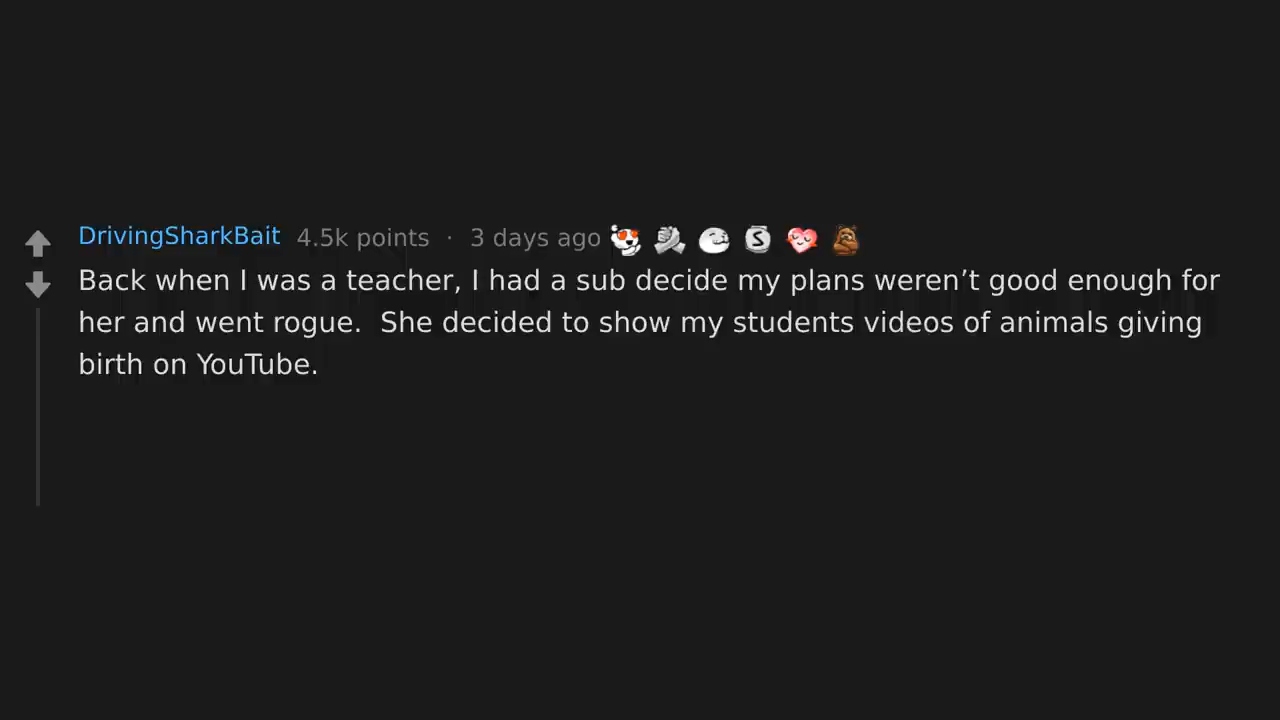 DrivingSharkBait 4.5k points · 3 days ago
Back when I was a teacher, I had a sub decide my plans weren’t good enough for
her and went rogue.  She decided to show my students videos of animals giving
birth on YouTube.